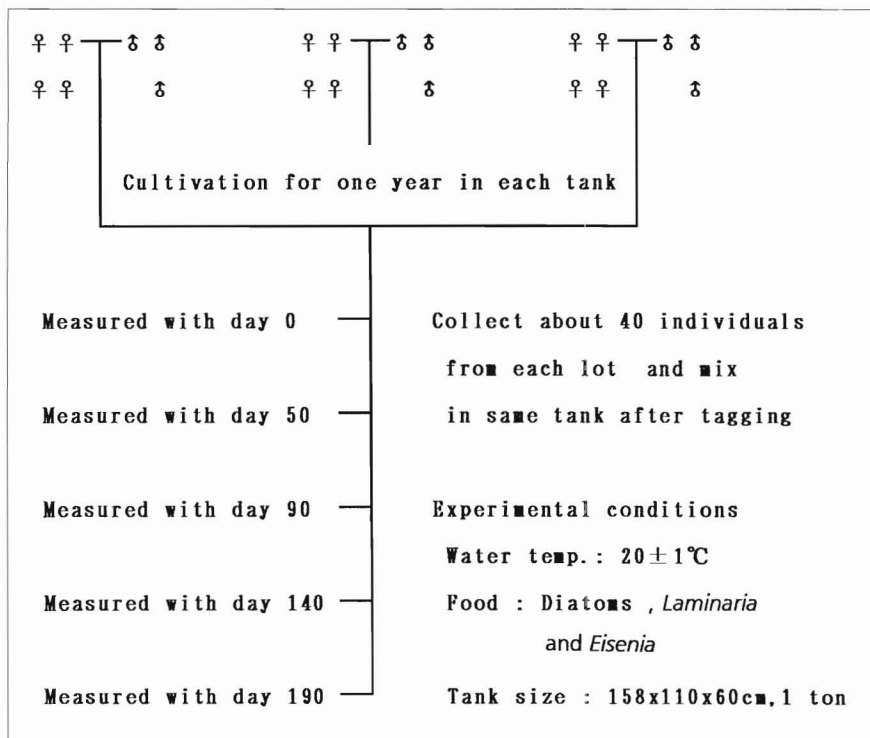 ♀ ♀ ♂ ♂ ♀ ♀ ♂ ♂ ♀ ♀ ♂ ♂
♀ ♀ ♂ ♀ ♀ ♂ ♀ ♀ ♂
Cultivation for one year in each tank
Measured with day 0
Collect about 40 individuals
from each lot and mix
Measured with day 50
in same tank after tagging
Measured with day 90
Experimental conditions
Water temp.: 20±1℃
Measured with day 140
Food : Diatoms , Laminaria
and Eisenia
Measured with day 190
Tank size : 158x110x60cm, 1 ton